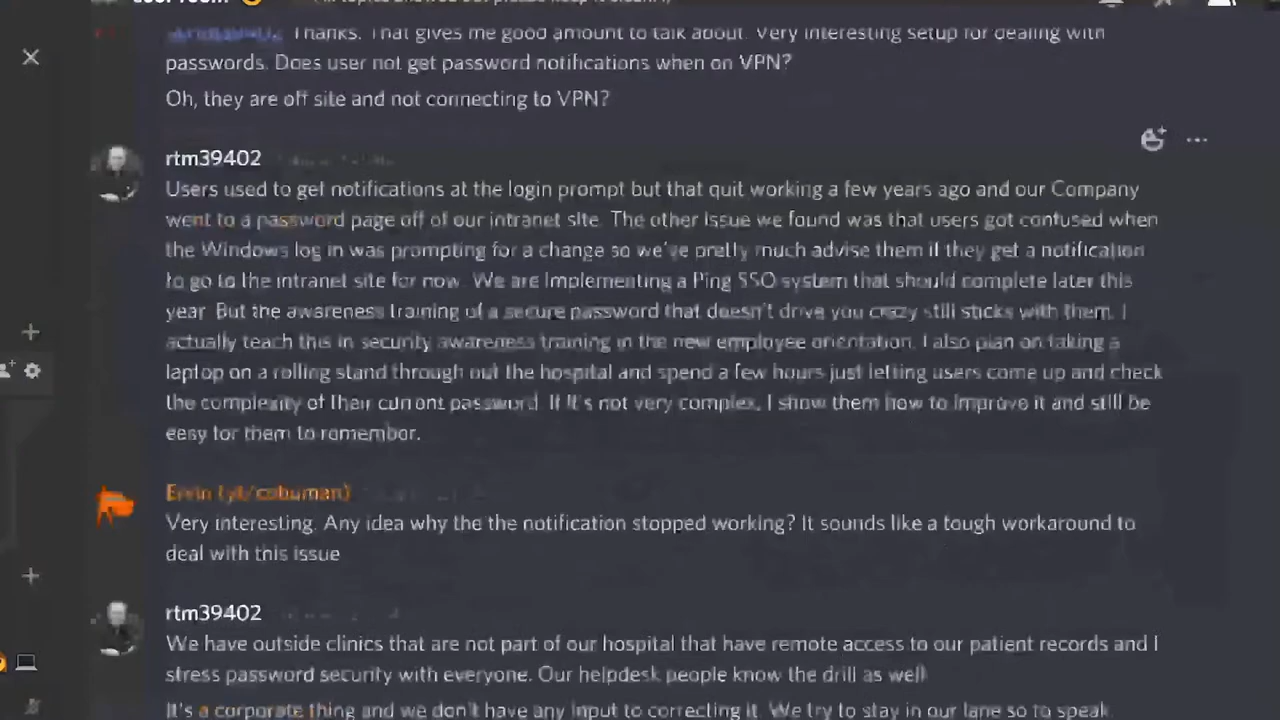 Thanks. That gives me good amount to talk about. Very interesting setup for dealing with
passwords. Does user not get password notifications when on VPN?
Oh, they are off site and not connecting to VPN?
rtm39402
Users used to get notifications at the login prompt but that quit working a few years ago and our Company
went to a password page off of our intranet site. The other issue we found was that users got confused when
the Windows log in was prompting for a change so we've pretty much advise them if they get a notification
to go to the intranet site for now. We are implementing a Ping SSO system that should complete later this
year. But the awareness training of a secure password that doesn't drive you crazy still sticks with them. I
actually teach this in security awareness training in the new employee orientation. I also plan on taking a
laptop on a rolling stand through out the hospital and spend a few hours just letting users come up and check
the complexity of their current password. If It's not very complex, I show them how to improve it and still be
easy for them to remember.
(yt/cobuman)
Very interesting. Any idea why the the notification stopped working? It sounds like a tough workaround to
deal with this issue
rtm39402
We have outside clinics that are not part of our hospital that have remote access to our patient records and I
stress password security with everyone. Our helpdesk people know the drill as well
It's a corporate thing and we don't have any input to correcting it. We try to stay in our lane so to speak.